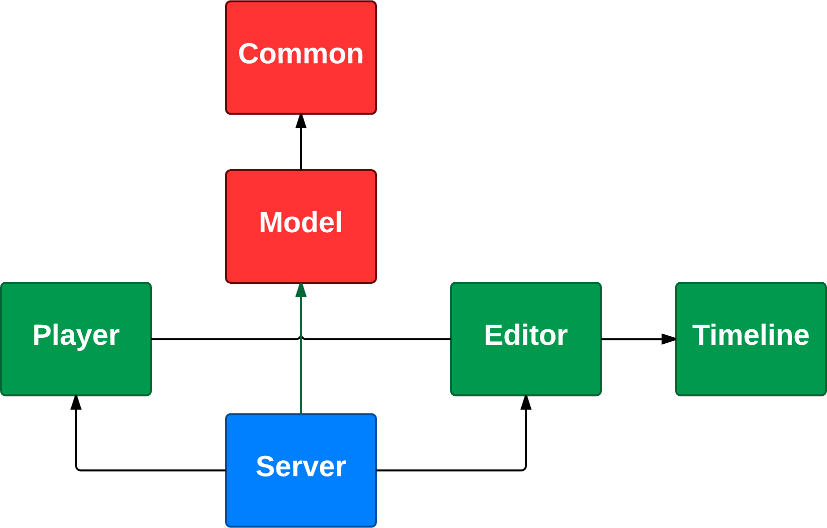 Common
Model
Player
Editor
Timeline
Server